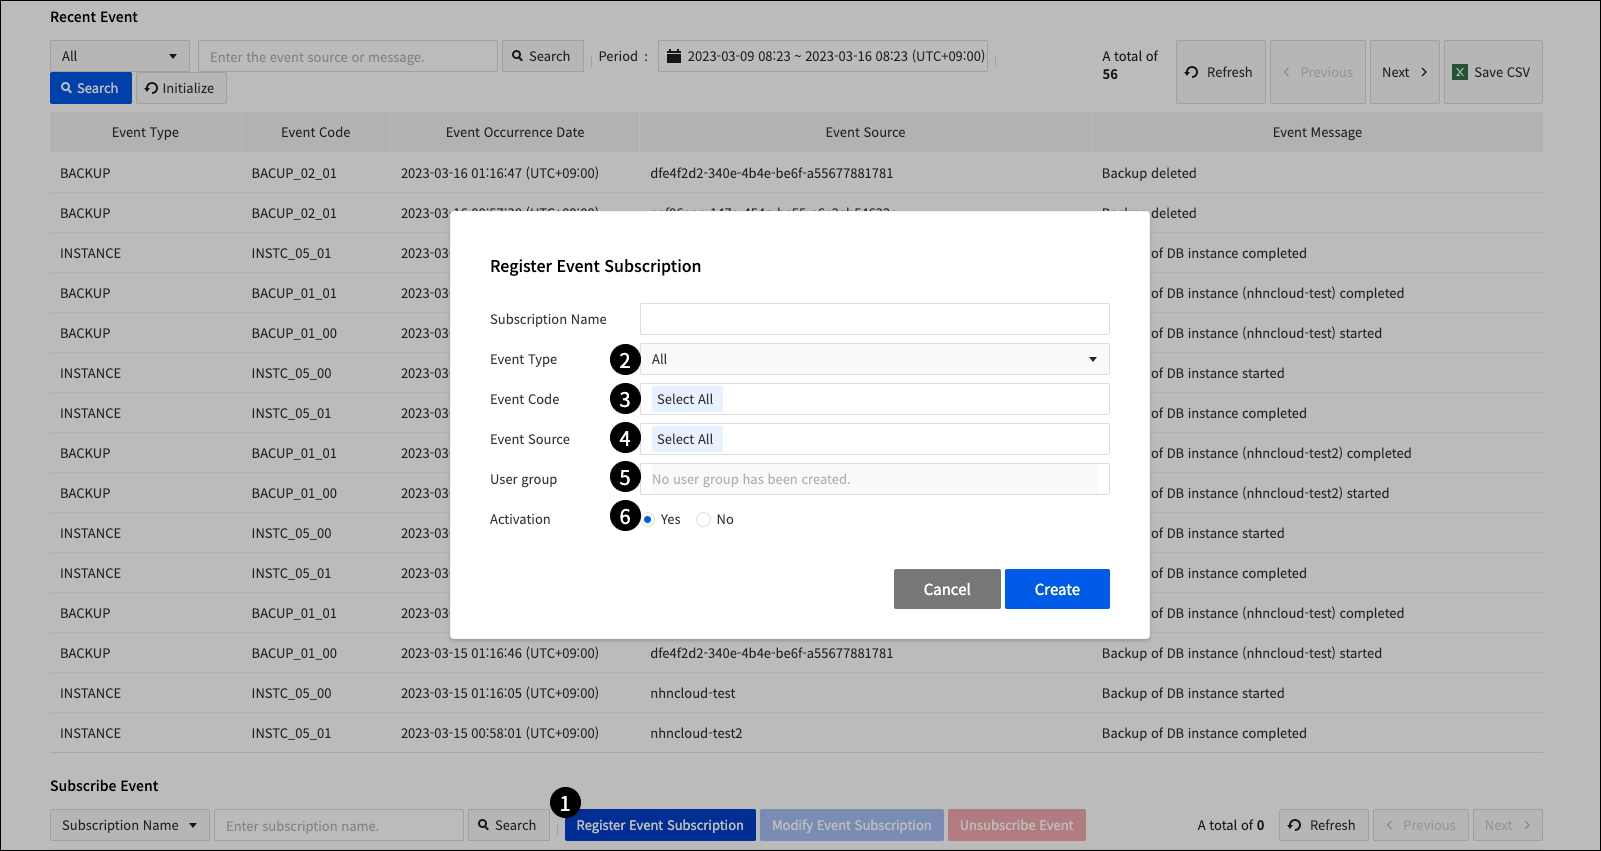 Recent Event
All
Enter the event source or message.
Search
Period :
2023-03-09 08:23 ~ 2023-03-16 08:23 (UTC+09:00)
A total of
56
Refresh
Previous
Next
Save CSV
Search
Initialize
Event Type Event Code Event Occurrence Date Event Source Event Message
BACKUP BACUP_02_01 2023-03-16 01:16:47 (UTC+09:00) dfe4f2d2-340e-4b4e-be6f-a55677881781 Backup deleted
BACKUP BACUP_02_01 deleted
INSTANCE INSTC_05_01 2023-03- of DB instance completed
BACKUP BACUP_01_01 2023-03- of DB instance (nhncloud-test) completed
BACKUP BACUP_01_00 2023-03- of DB instance (nhncloud-test) started
INSTANCE INSTC_05_00 2023-03- of DB instance started
INSTANCE INSTC_05_01 2023-03- of DB instance completed
BACKUP BACUP_01_01 2023-03- of DB instance (nhncloud-test2) completed
BACKUP BACUP_01_00 2023-03- of DB instance (nhncloud-test2) started
INSTANCE INSTC_05_00 2023-03- of DB instance started
INSTANCE INSTC_05_01 2023-03- of DB instance completed
BACKUP BACUP_01_01 2023-03- of DB instance (nhncloud-test) completed
BACKUP BACUP_01_00 2023-03-15 01:16:46 (UTC+09:00) dfe4f2d2-340e-4b4e-be6f-a55677881781 Backup of DB instance (nhncloud-test) started
INSTANCE INSTC_05_00 2023-03-15 01:16:05 (UTC+09:00) nhncloud-test Backup of DB instance started
INSTANCE INSTC_05_01 2023-03-15 00:58:01 (UTC+09:00) nhncloud-test2 Backup of DB instance completed
Register Event Subscription
Subscription Name
Event Type 2 All
Event Code 3 Select All
Event Source 4 Select All
User group 5 No user group has been created.
Activation 6 Yes No
Cancel Create
Subscribe Event
1
Subscription Name
Enter subscription name.
Search
Register Event Subscription
Modify Event Subscription
Unsubscribe Event
A total of 0
Refresh
Previous
Next